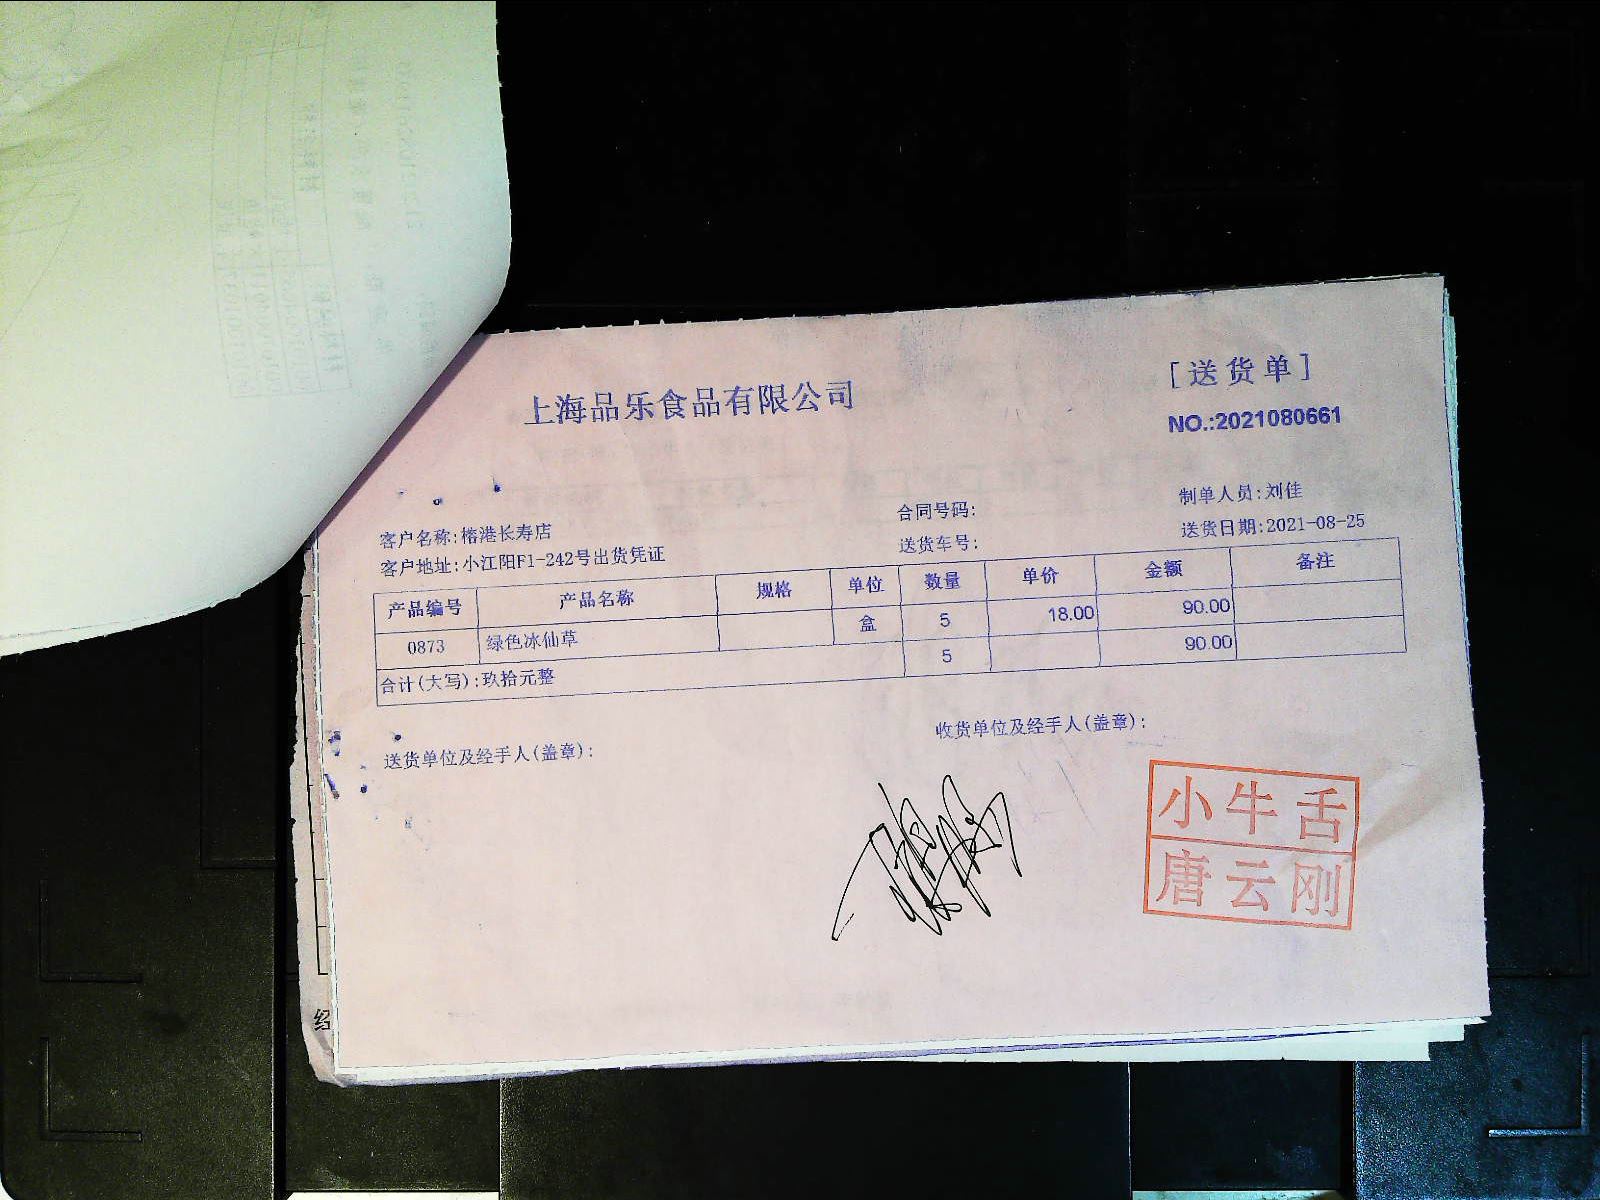 上海品乐食品有限公司
[送货单]
NO.:2021080661
客户名称:榕港长寿店
合同号码:
制单人员:刘佳
客户地址:小江阳F1-242号出货凭证
送货车号:
送货日期:2021-08-25
产品编号 产品名称 规格 单位 数量 单价 金额 备注
0873 绿色冰仙草 盒 5 18.00 90.00
合计(大写):玖拾元整 5 90.00
送货单位及经手人(盖章):
收货单位及经手人(盖章):
小牛舌
唐云刚